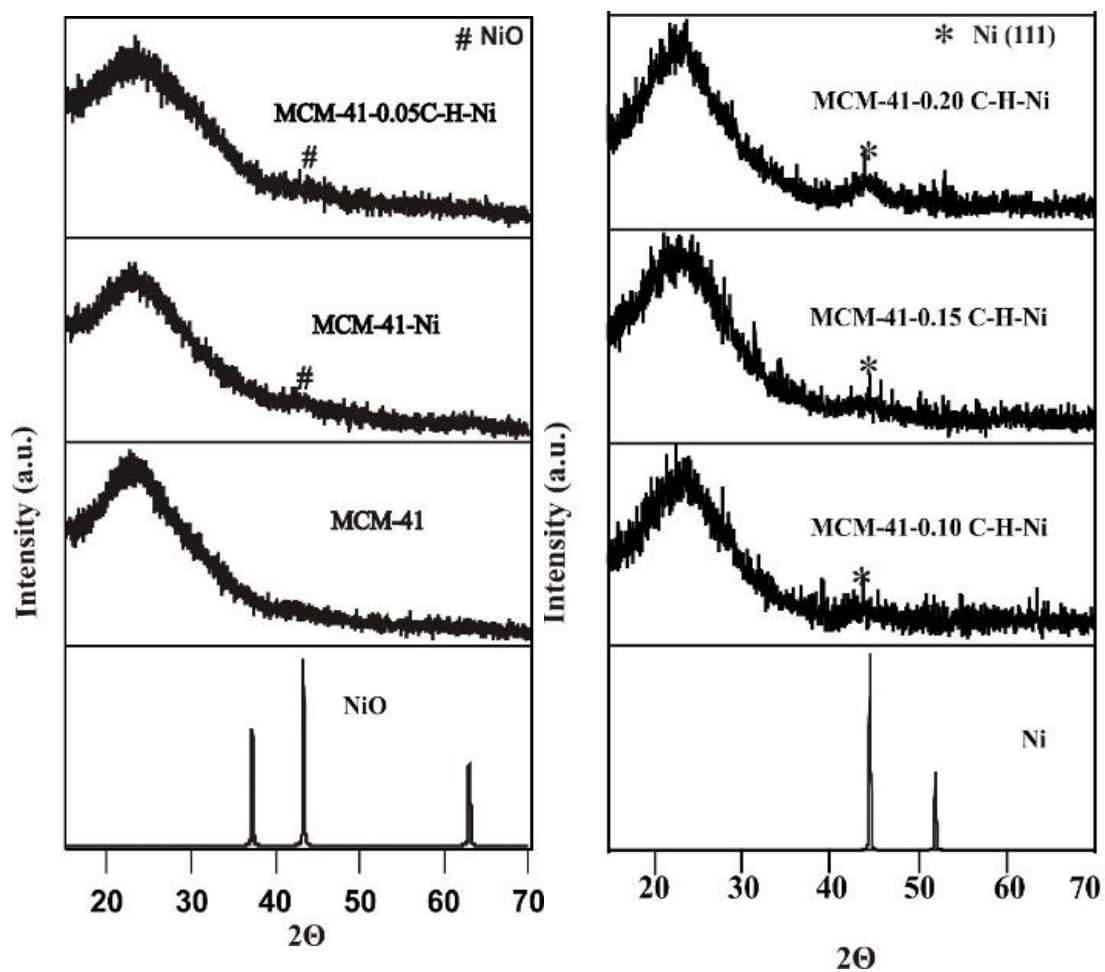 # NiO
MCM-41-0.05C-H-Ni
#
MCM-41-Ni
#
MCM-41
NiO
Intensity (a.u.)
20 30 40 50 60 70
2Θ
* Ni (111)
MCM-41-0.20 C-H-Ni
*
MCM-41-0.15 C-H-Ni
*
MCM-41-0.10 C-H-Ni
*
Ni
Intensity (a.u.)
20 30 40 50 60 70
2Θ